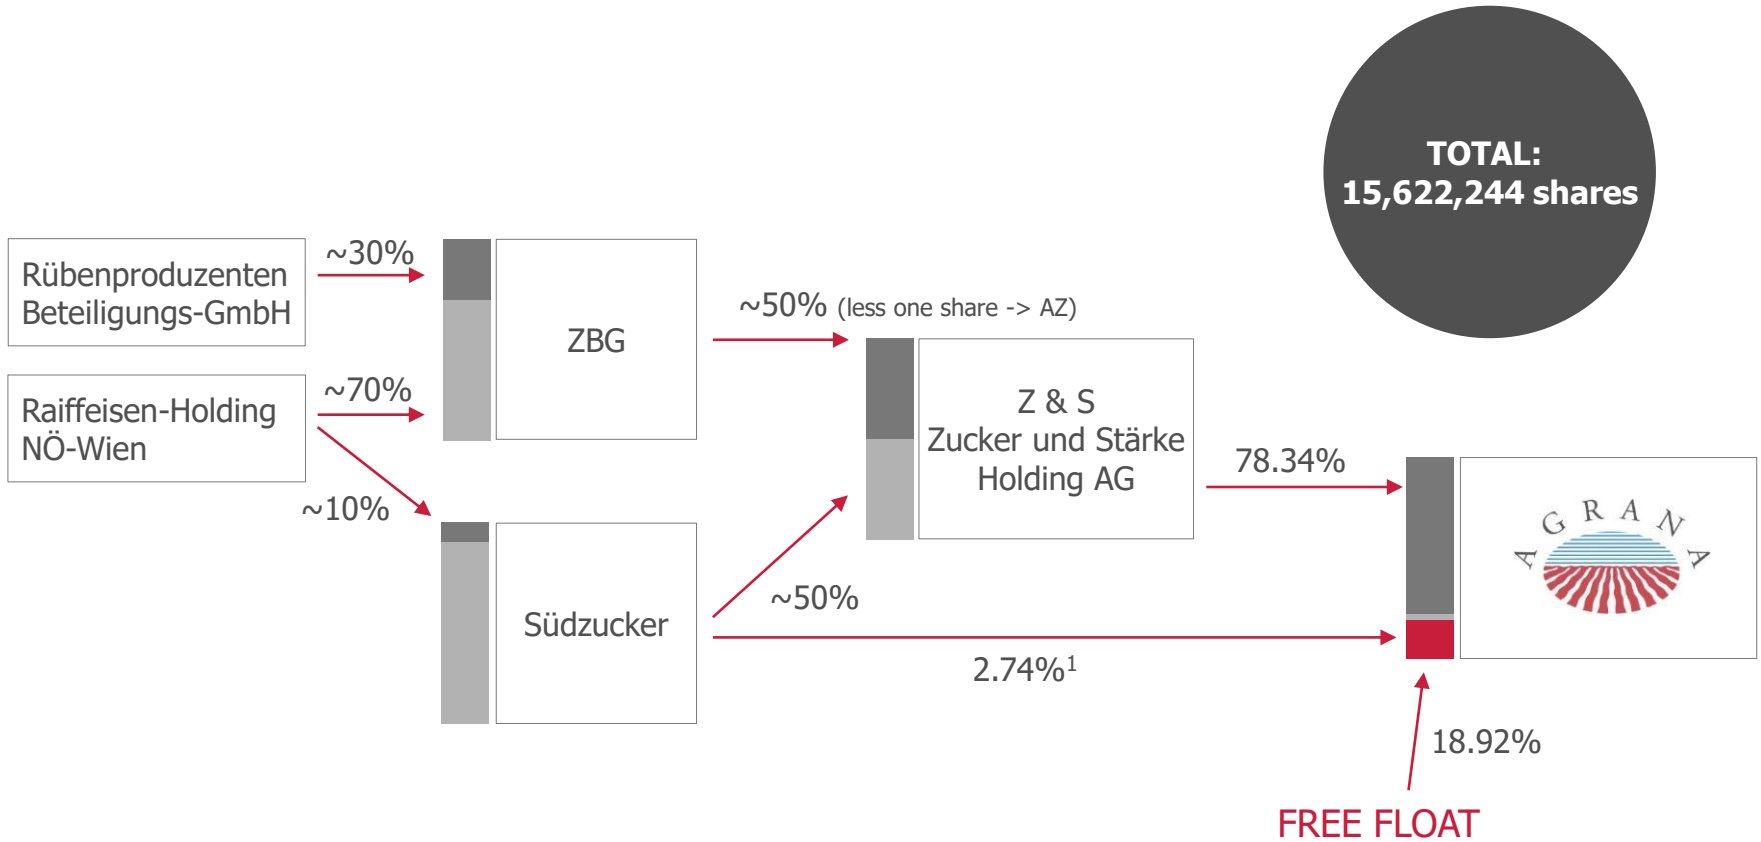 TOTAL:
15,622,244 shares
Rübenproduzenten
Beteiligungs-GmbH
~30%
ZBG
~50% (less one share -> AZ)
Raiffeisen-Holding
NÖ-Wien
~70%
~10%
Z & S
Zucker und Stärke
Holding AG
78.34%
AGRANA
Südzucker
~50%
2.74%¹
18.92%
FREE FLOAT